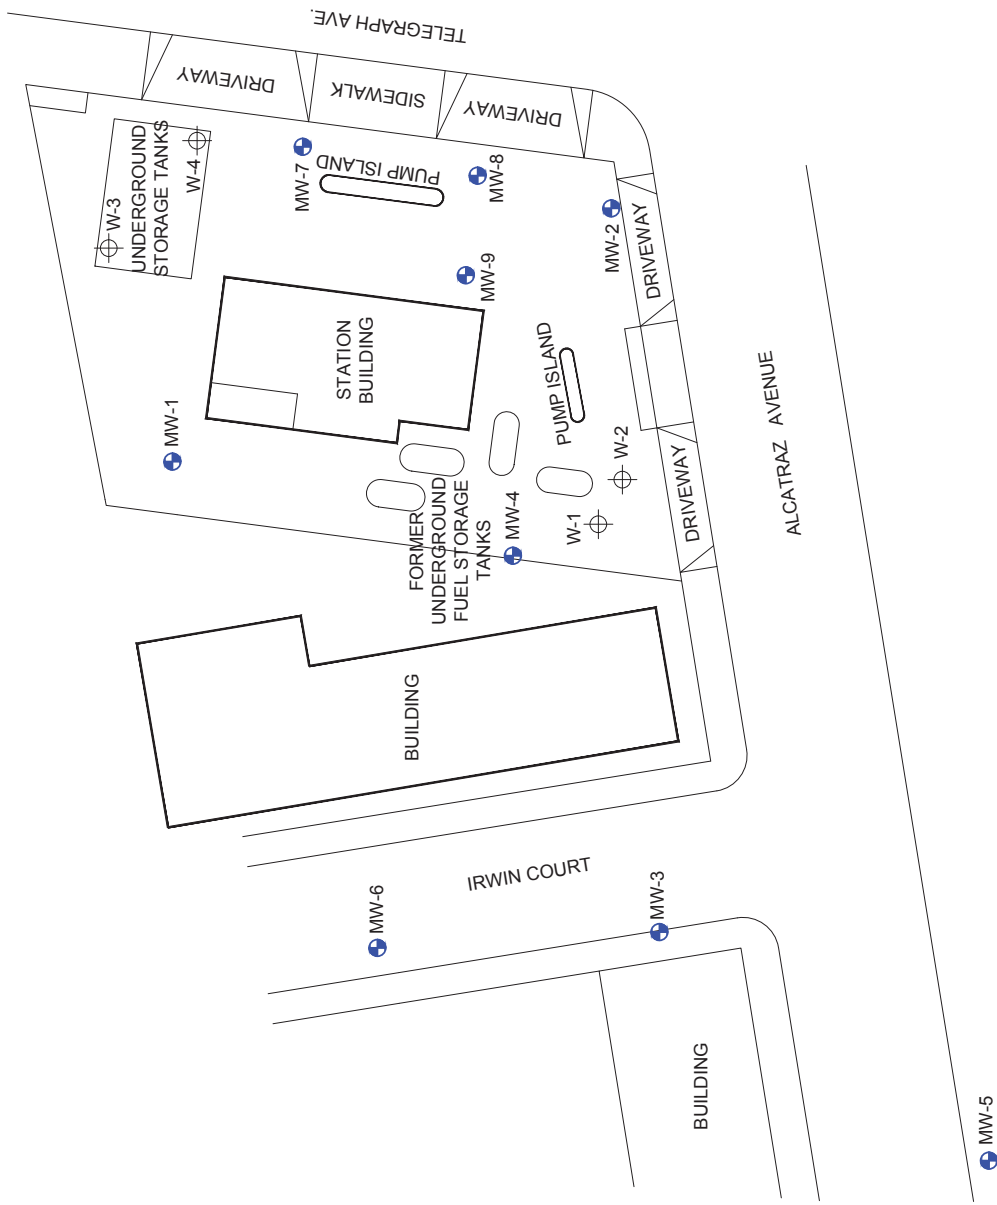 TELEGRAPH AVE.
DRIVEWAY
SIDEWALK
DRIVEWAY
W-3
UNDERGROUND
STORAGE TANKS
W-4
MW-7
PUMP ISLAND
MW-8
MW-2
DRIVEWAY
MW-9
STATION
BUILDING
PUMP ISLAND
MW-1
ALCATRAZ AVENUE
W-2
DRIVEWAY
FORMER
UNDERGROUND
FUEL STORAGE
TANKS
MW-4
W-1
BUILDING
IRWIN COURT
MW-6
MW-3
BUILDING
MW-5